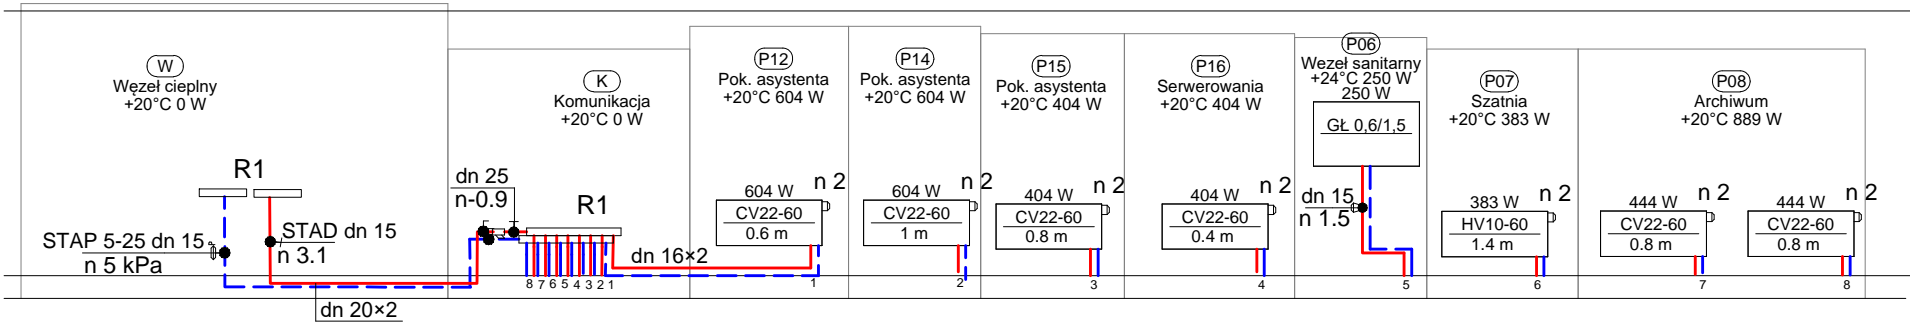 W
Węzeł cieplny
+20°C 0 W
R1
STAP 5-25 dn 15
n 5 kPa
STAD dn 15
n 3.1
dn 20×2
K
Komunikacja
+20°C 0 W
dn 25
n-0.9
R1
8 7 6 5 4 3 2 1
dn 16×2
P12
Pok. asystenta
+20°C 604 W
604 W
n 2
CV22-60
0.6 m
1
P14
Pok. asystenta
+20°C 604 W
604 W
n 2
CV22-60
1 m
2
P15
Pok. asystenta
+20°C 404 W
404 W
n 2
CV22-60
0.8 m
3
P16
Serwerowania
+20°C 404 W
404 W
n 2
CV22-60
0.4 m
4
P06
Wezeł sanitarny
+24°C 250 W
250 W
GŁ 0,6/1,5
dn 15
n 1.5
5
P07
Szatnia
+20°C 383 W
383 W
n 2
HV10-60
1.4 m
6
P08
Archiwum
+20°C 889 W
444 W
n 2
CV22-60
0.8 m
7
444 W
n 2
CV22-60
0.8 m
8